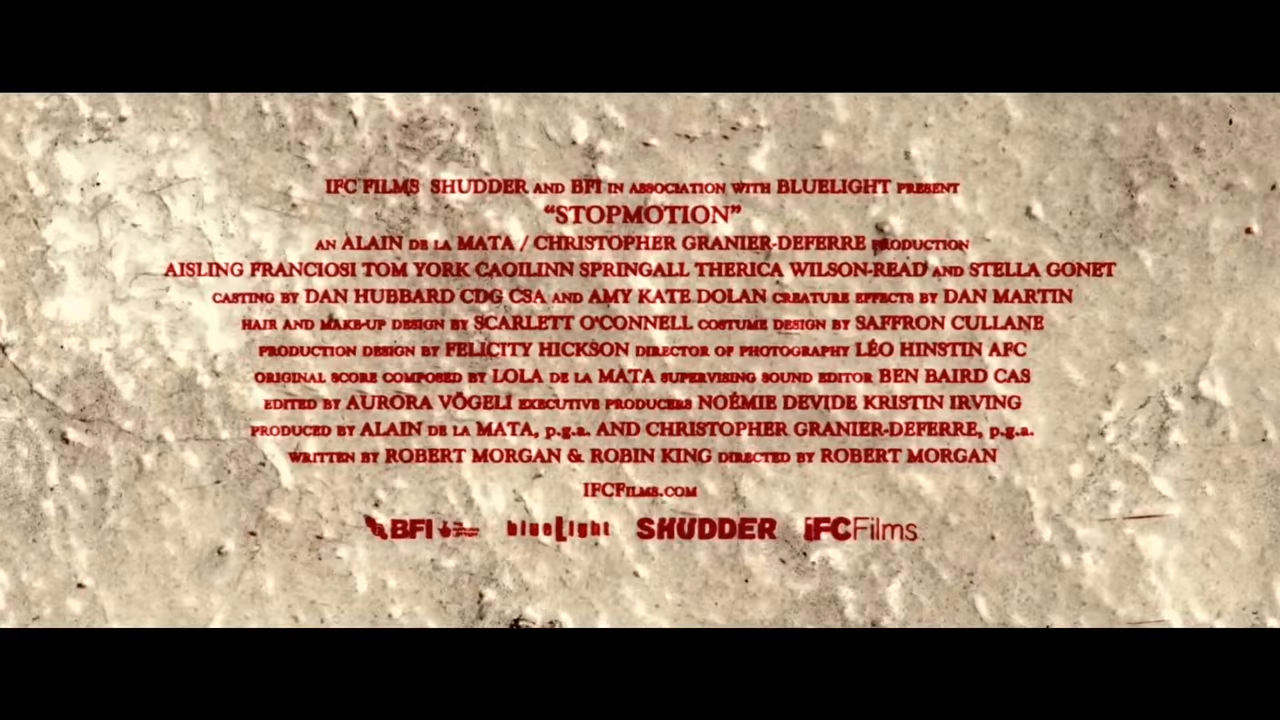 IFC FILMS SHUDDER AND BFI IN ASSOCIATION WITH BLUELIGHT PRESENT
“STOPMOTION”
AN ALAIN DE LA MATA / CHRISTOPHER GRANIER-DEFERRE PRODUCTION
AISLING FRANCIOSI TOM YORK CAOILINN SPRINGALL THERICA WILSON-READ AND STELLA GONET
CASTING BY DAN HUBBARD CDG CSA AND AMY KATE DOLAN CREATURE EFFECTS BY DAN MARTIN
HAIR AND MAKE-UP DESIGN BY SCARLETT O'CONNELL COSTUME DESIGN BY SAFFRON CULLANE
PRODUCTION DESIGN BY FELICITY HICKSON DIRECTOR OF PHOTOGRAPHY LÉO HINSTIN AFC
ORIGINAL SCORE COMPOSED BY LOLA DE LA MATA SUPERVISING SOUND EDITOR BEN BAIRD CAS
EDITED BY AURORA VÖGELI EXECUTIVE PRODUCERS NOÉMIE DEVIDE KRISTIN IRVING
PRODUCED BY ALAIN DE LA MATA, p.g.a. AND CHRISTOPHER GRANIER-DEFERRE, p.g.a.
WRITTEN BY ROBERT MORGAN & ROBIN KING DIRECTED BY ROBERT MORGAN
IFCFILMS.COM
BFI blueLight SHUDDER IFC Films